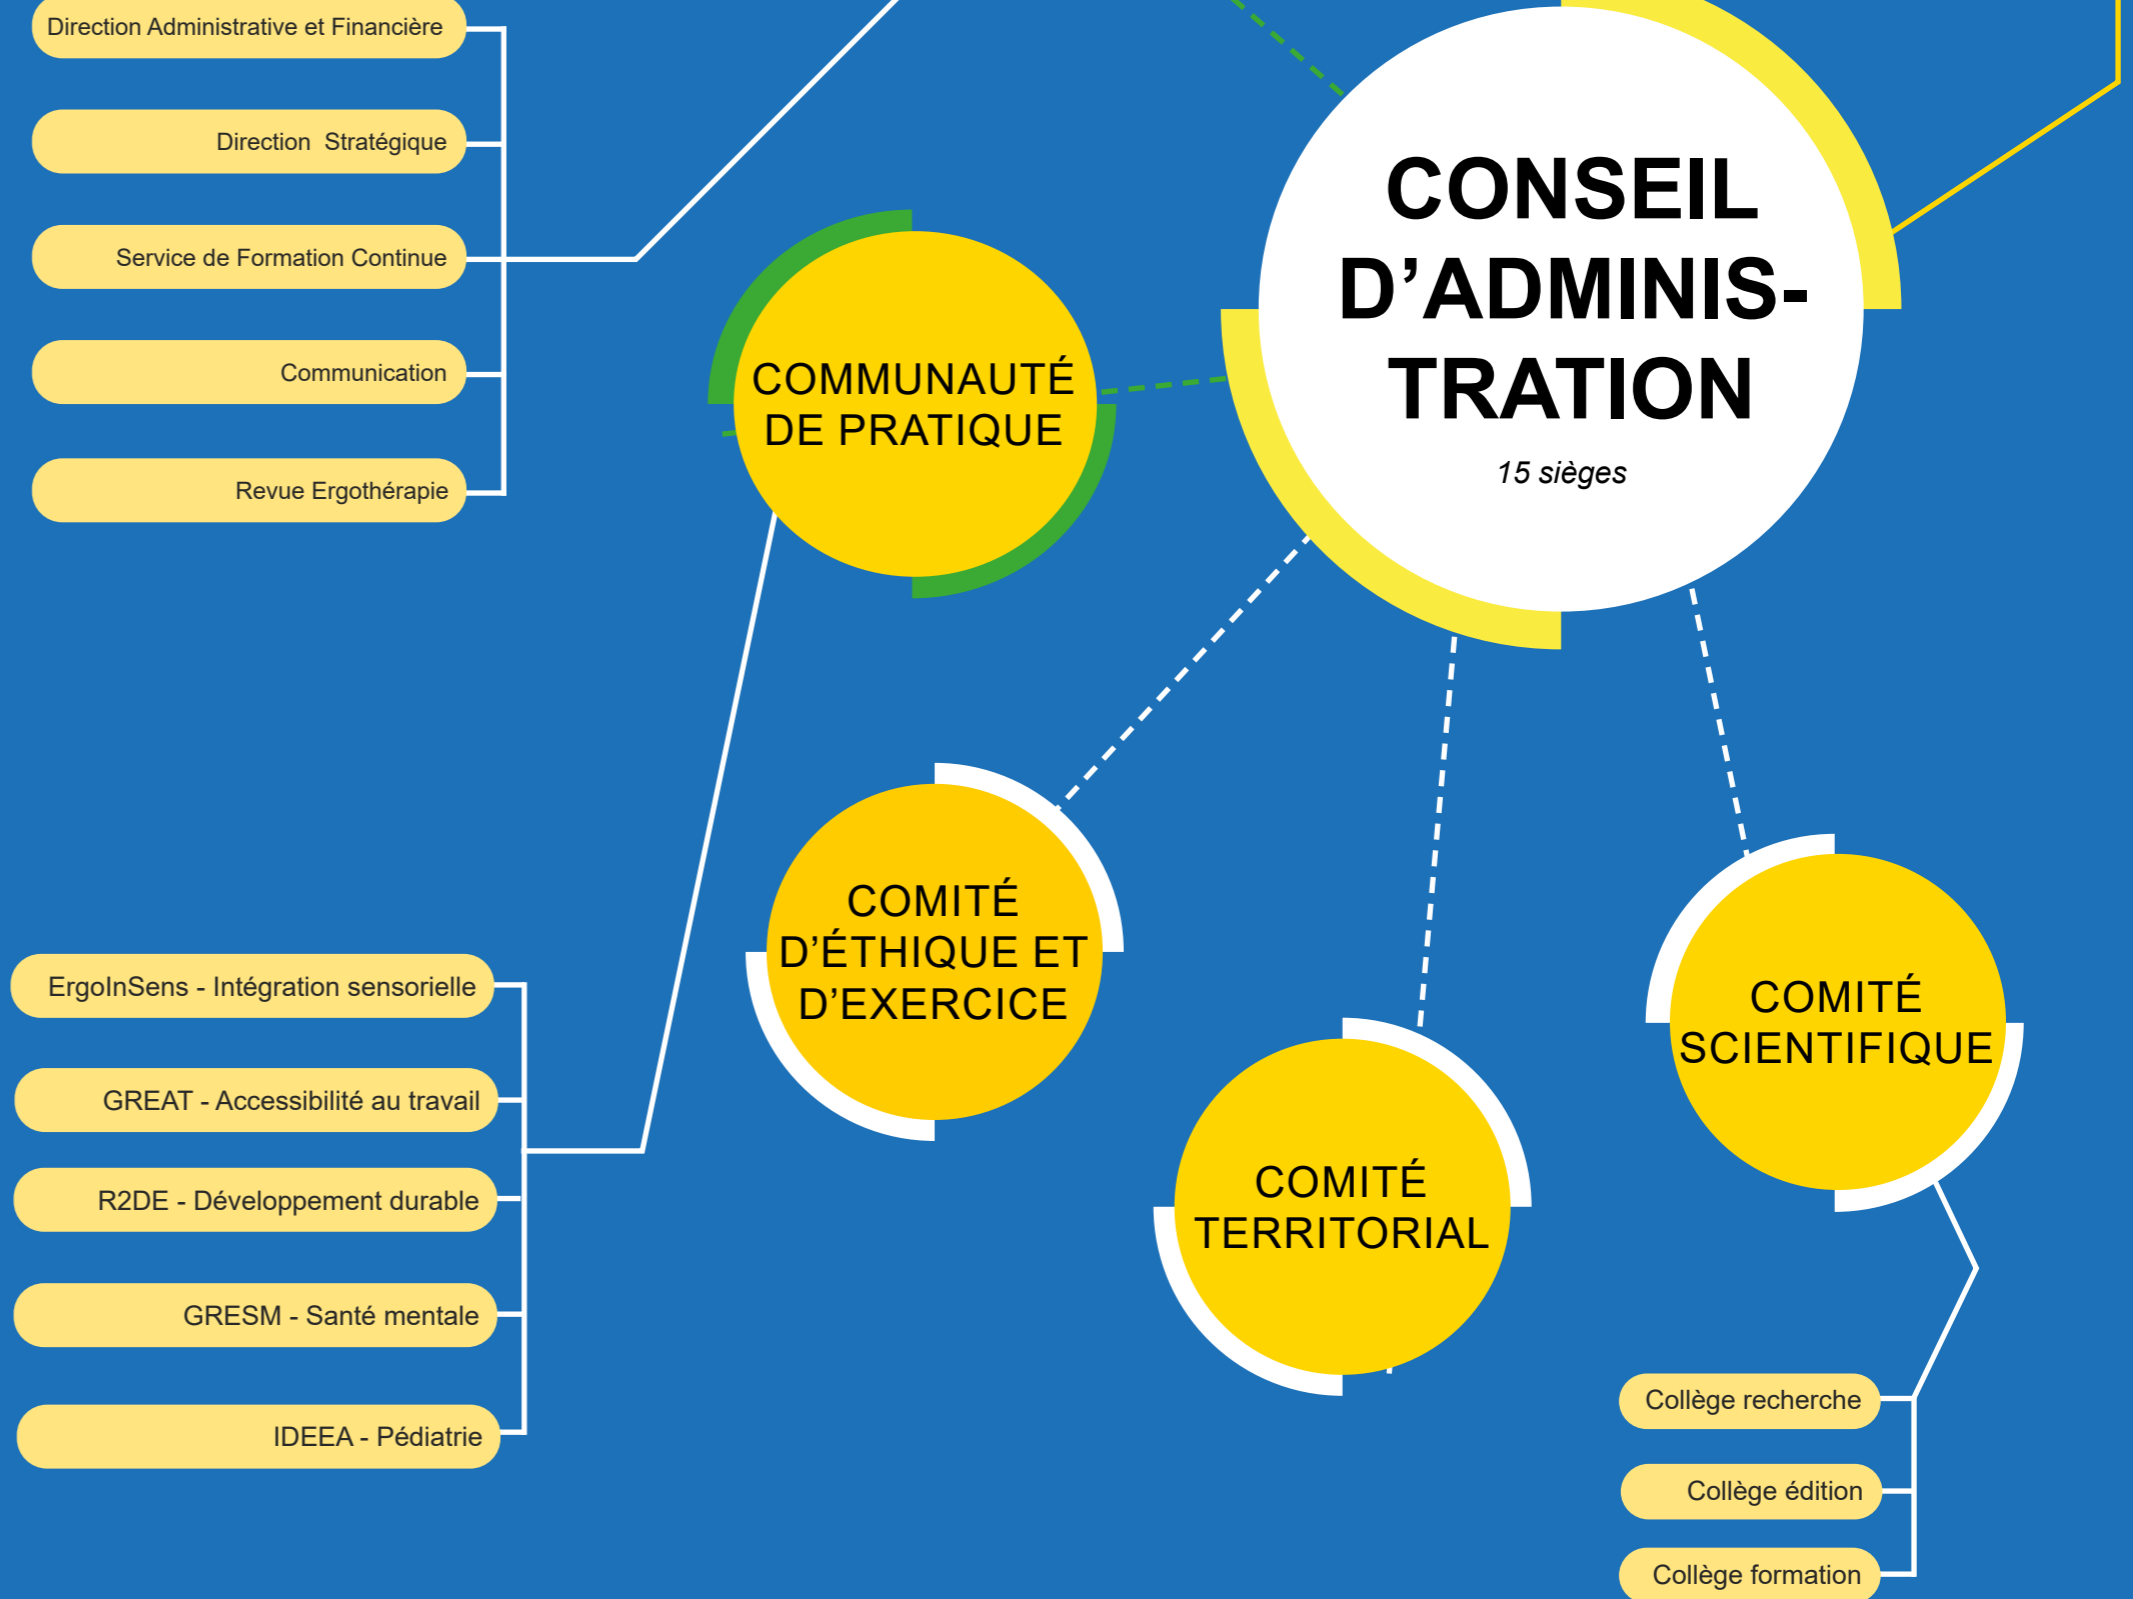 Direction Administrative et Financière
Direction  Stratégique
Service de Formation Continue
Communication
Revue Ergothérapie
CONSEIL
D’ADMINIS-
TRATION
15 sièges
COMMUNAUTÉ
DE PRATIQUE
COMITÉ
D’ÉTHIQUE ET
D’EXERCICE
COMITÉ
TERRITORIAL
COMITÉ
SCIENTIFIQUE
ErgoInSens - Intégration sensorielle
GREAT - Accessibilité au travail
R2DE - Développement durable
GRESM - Santé mentale
IDEEA - Pédiatrie
Collège recherche
Collège édition
Collège formation